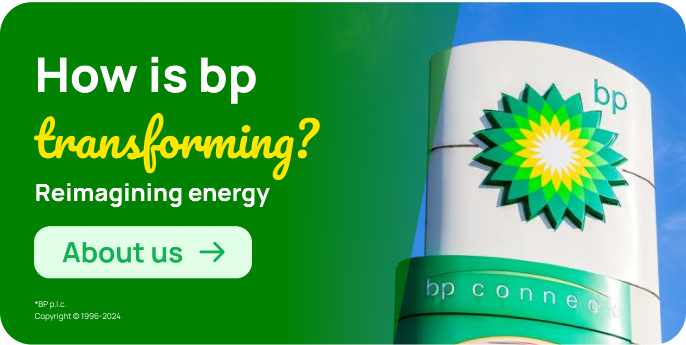 How is bp
transforming?
Reimagining energy
About us →
*BP p.l.c.
Copyright © 1996-2024
bp
bp connect